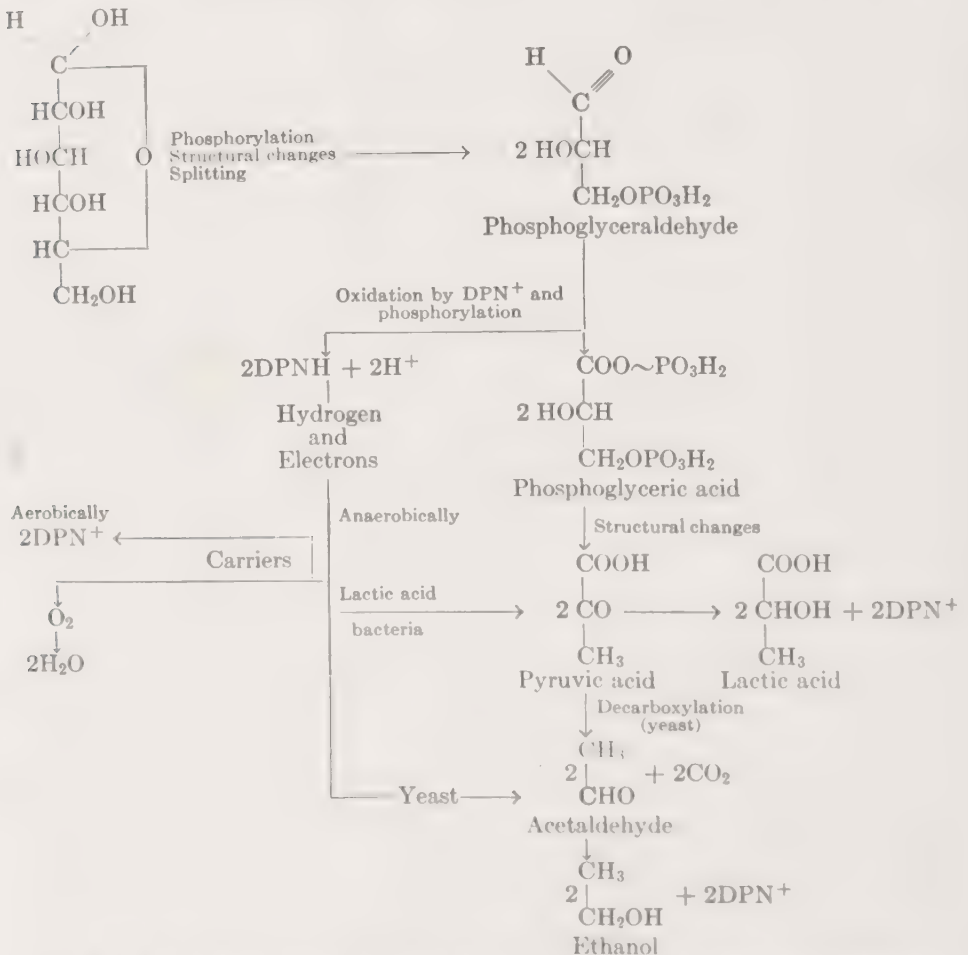 H OH
C
HCOH
HOCH O
HCOH
HC
CH₂OH
Phosphorylation
Structural changes
Splitting
H O
C
2 HOCH
CH₂OPO₃H₂
Phosphoglyceraldehyde
Oxidation by DPN⁺ and
phosphorylation
2DPNH + 2H⁺
Hydrogen
and
Electrons
COO~PO₃H₂
2 HOCH
CH₂OPO₃H₂
Phosphoglyceric acid
Structural changes
Aerobically
2DPN⁺
Carriers
O₂
2H₂O
Anaerobically
Lactic acid
bacteria
COOH
2 CO
CH₃
Pyruvic acid
COOH
2 CHOH + 2DPN⁺
CH₃
Lactic acid
Decarboxylation
(yeast)
Yeast
CH₃
2 + 2CO₂
CHO
Acetaldehyde
CH₃
2 + 2DPN⁺
CH₂OH
Ethanol